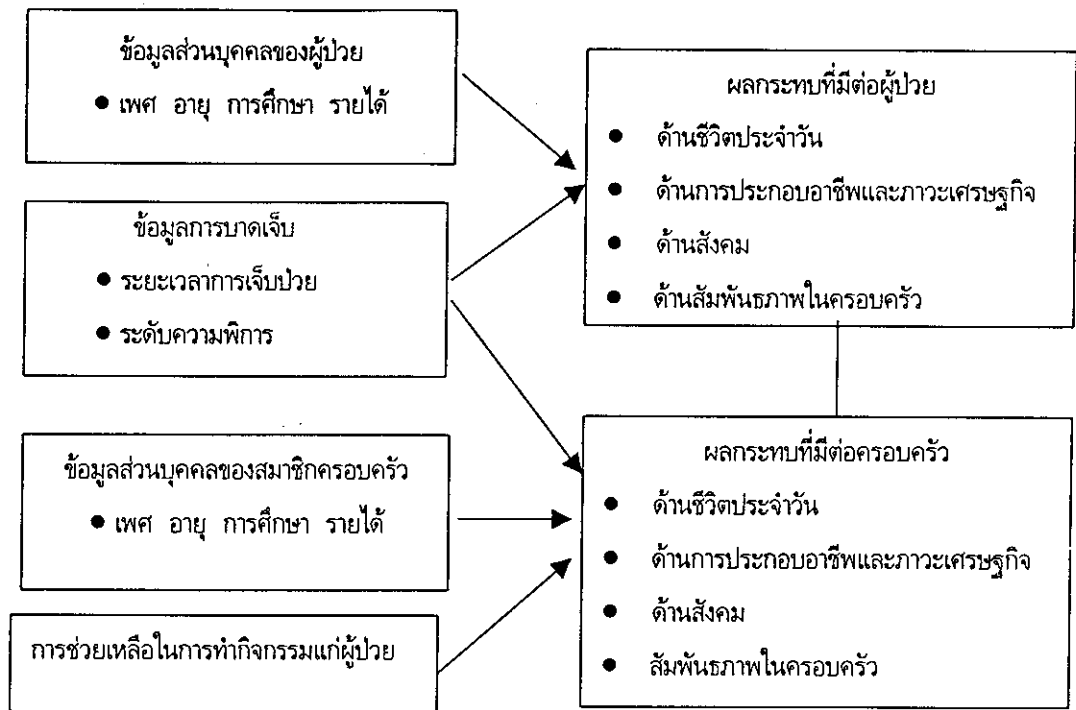 ข้อมูลส่วนบุคคลของผู้ป่วย
● เพศ อายุ การศึกษา รายได้
ข้อมูลการบาดเจ็บ
● ระยะเวลาการเจ็บป่วย
● ระดับความพิการ
ข้อมูลส่วนบุคคลของสมาชิกครอบครัว
● เพศ อายุ การศึกษา รายได้
การช่วยเหลือในการทำกิจกรรมแก่ผู้ป่วย
ผลกระทบที่มีต่อผู้ป่วย
● ด้านชีวิตประจำวัน
● ด้านการประกอบอาชีพและภาวะเศรษฐกิจ
● ด้านสังคม
● ด้านสัมพันธภาพในครอบครัว
ผลกระทบที่มีต่อครอบครัว
● ด้านชีวิตประจำวัน
● ด้านการประกอบอาชีพและภาวะเศรษฐกิจ
● ด้านสังคม
● สัมพันธภาพในครอบครัว